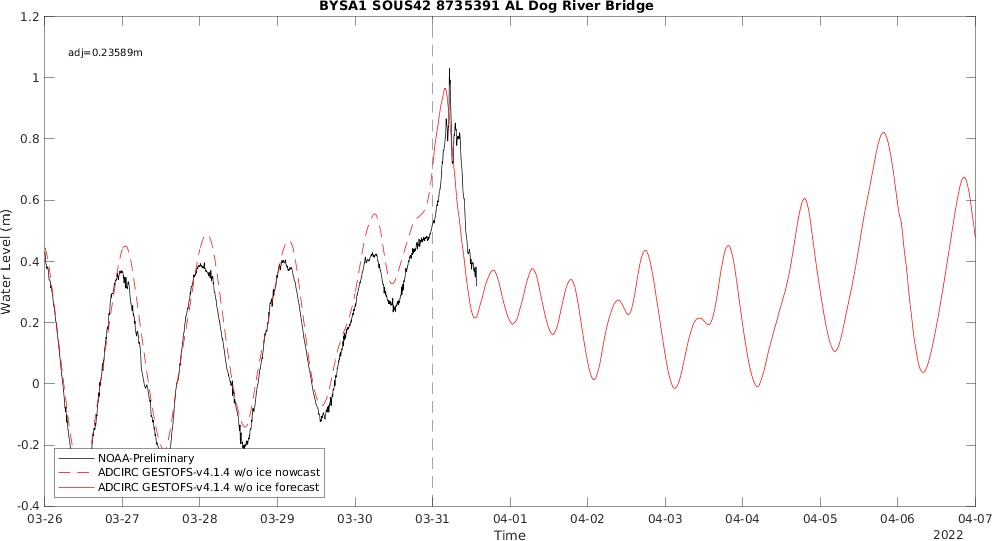 BYSA1 SOUS42 8735391 AL Dog River Bridge
adj=0.23589m
Water Level (m)
1.2
1
0.8
0.6
0.4
0.2
0
-0.2
-0.4
NOAA-Preliminary
ADCIRC GESTOFS-v4.1.4 w/o ice nowcast
ADCIRC GESTOFS-v4.1.4 w/o ice forecast
03-26 03-27 03-28 03-29 03-30 03-31 04-01 04-02 04-03 04-04 04-05 04-06 04-07
Time
2022